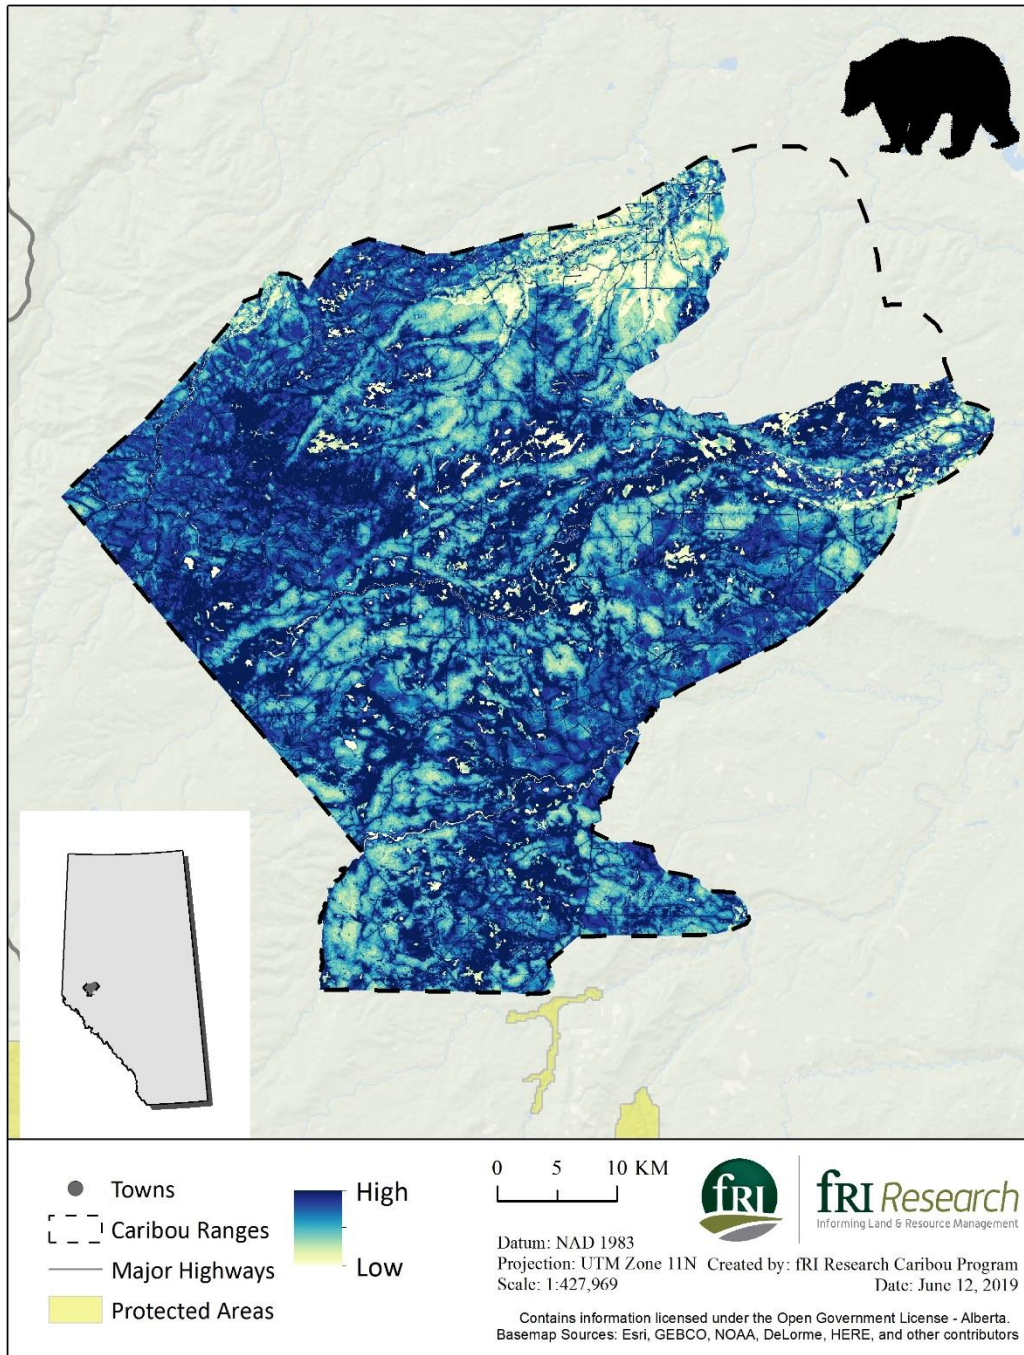 Towns
Caribou Ranges
Major Highways
Protected Areas
High
Low
0 5 10 KM
Datum: NAD 1983
Projection: UTM Zone 11N
Scale: 1:427,969
fRI
fRI Research
Informing Land & Resource Management
Created by: fRI Research Caribou Program
Date: June 12, 2019
Contains information licensed under the Open Government License - Alberta.
Basemap Sources: Esri, GEBCO, NOAA, DeLorme, HERE, and other contributors